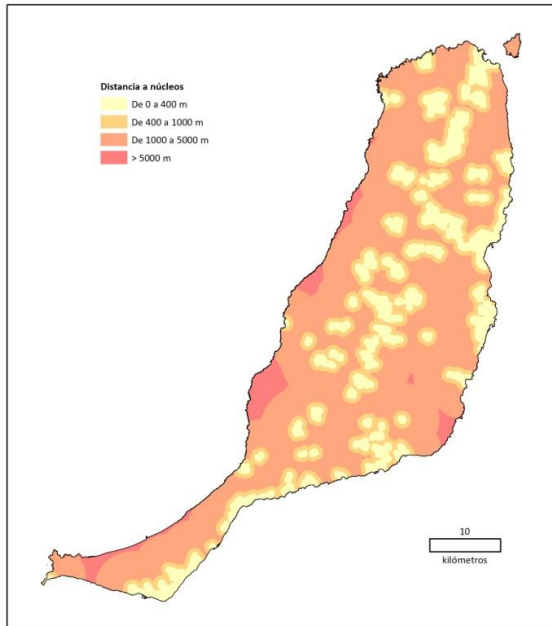 Distancia a núcleos
De 0 a 400 m
De 400 a 1000 m
De 1000 a 5000 m
> 5000 m
10
kilómetros